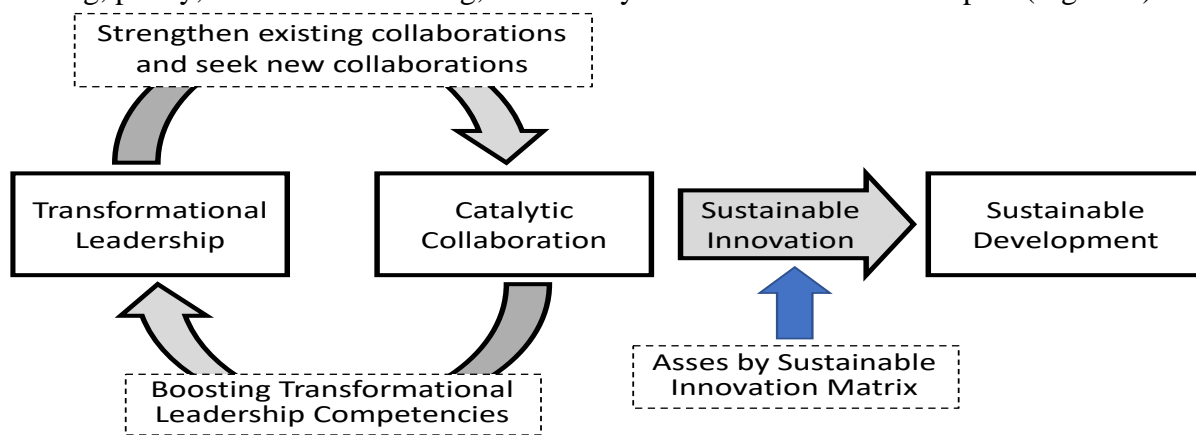 Strengthen existing collaborations
and seek new collaborations
Transformational
Leadership
Catalytic
Collaboration
Sustainable
Innovation
Sustainable
Development
Boosting Transformational
Leadership Competencies
Asses by Sustainable
Innovation Matrix